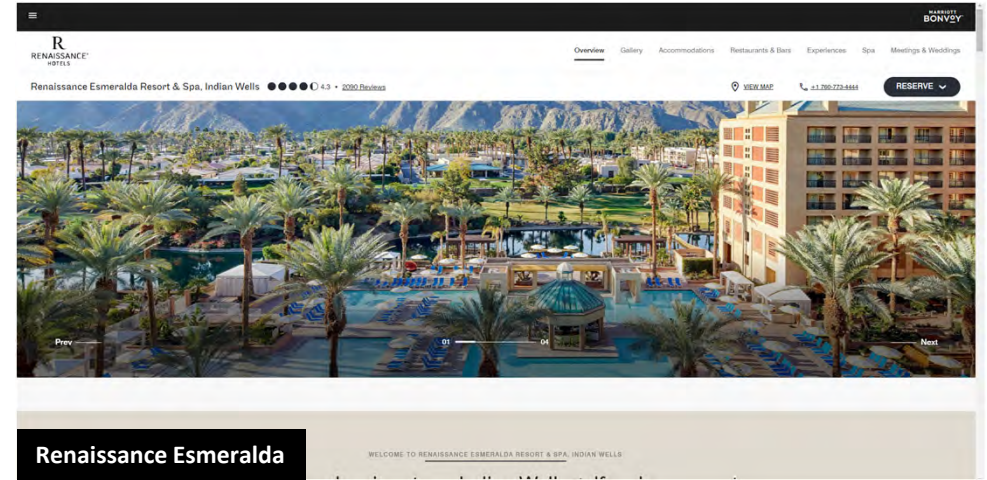 MARRIOTT
BONVOY
R
RENAISSANCE®
HOTELS
Overview Gallery Accommodations Restaurants & Bars Experiences Spa Meetings & Weddings
Renaissance Esmeralda Resort & Spa, Indian Wells 4.3 • 2090 Reviews
VIEW MAP +1 760-773-4444 RESERVE
Prev 01 04 Next
WELCOME TO RENAISSANCE ESMERALDA RESORT & SPA, INDIAN WELLS
Renaissance Esmeralda